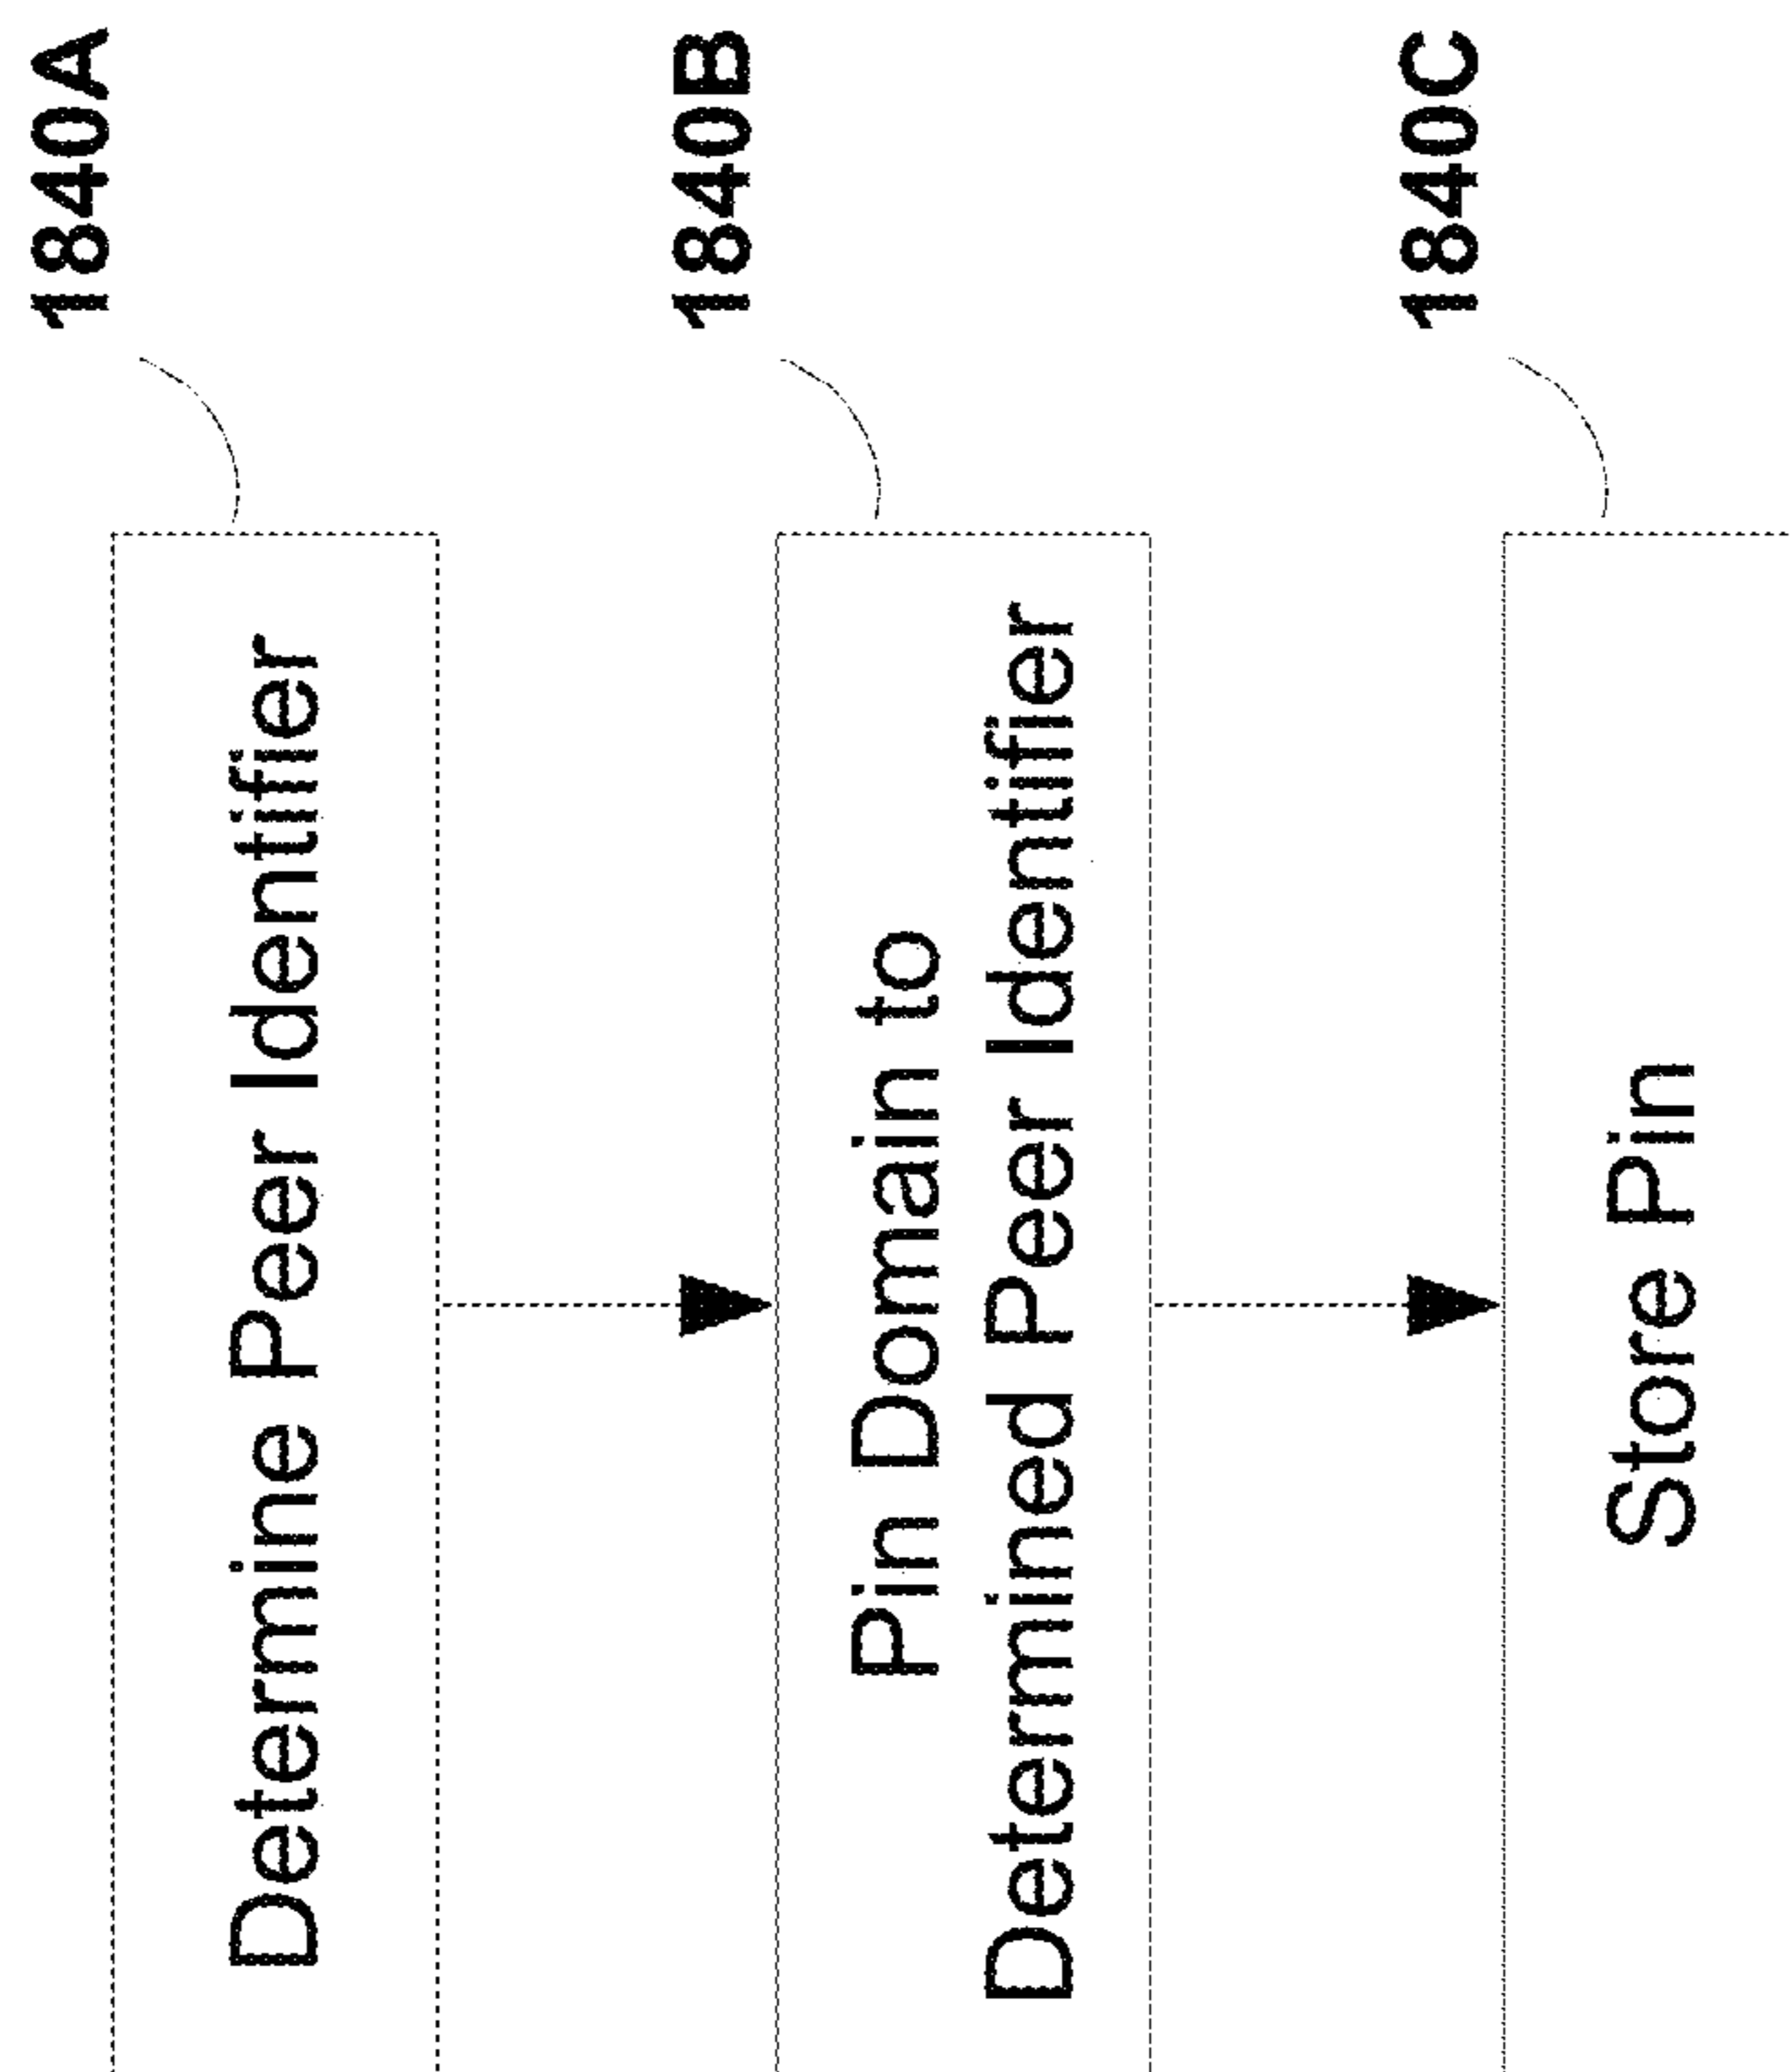 1840A
Determine Peer Identifier
1840B
Pin Domain to
Determined Peer Identifier
1840C
Store Pin